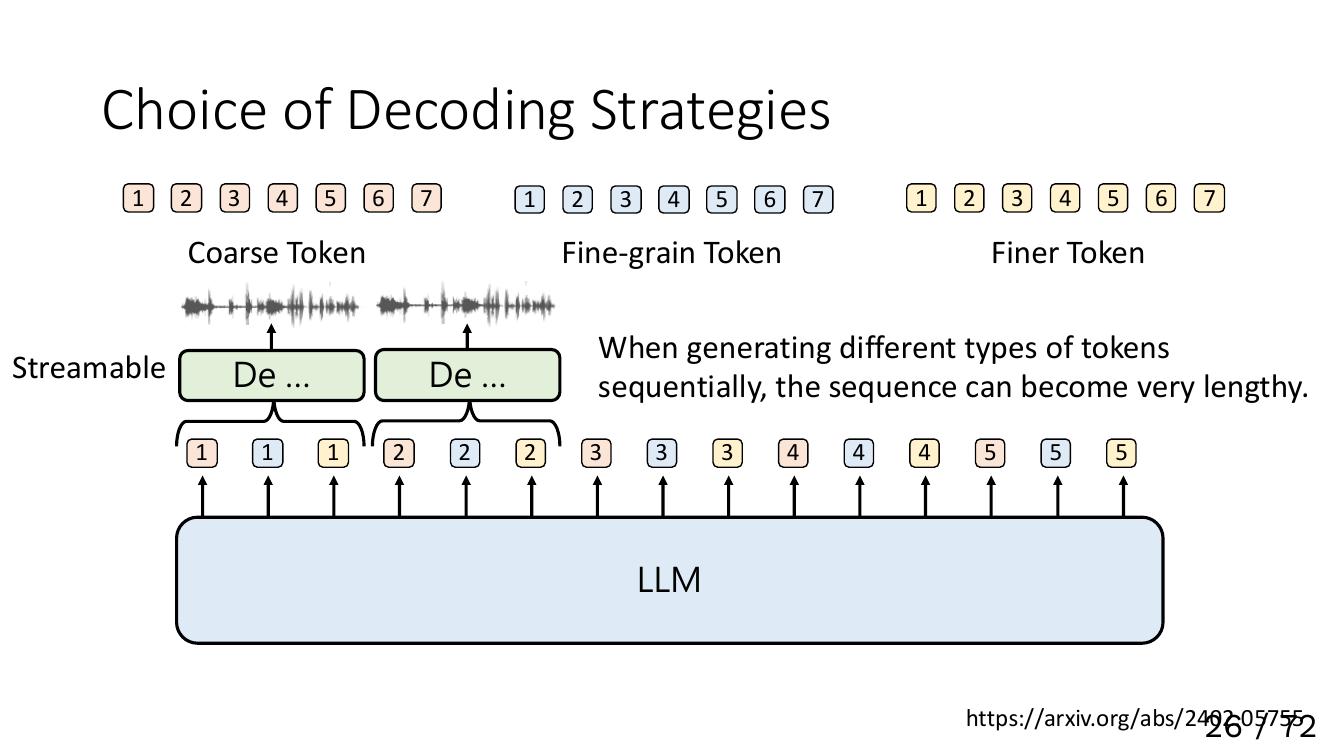 Choice of Decoding Strategies
1 2 3 4 5 6 7
1 2 3 4 5 6 7
1 2 3 4 5 6 7
Coarse Token
Fine-grain Token
Finer Token
Streamable
De ...
De ...
When generating different types of tokens
sequentially, the sequence can become very lengthy.
1 1 1 2 2 2 3 3 3 4 4 4 5 5 5
LLM
https://arxiv.org/abs/2402.05755
26 / 72